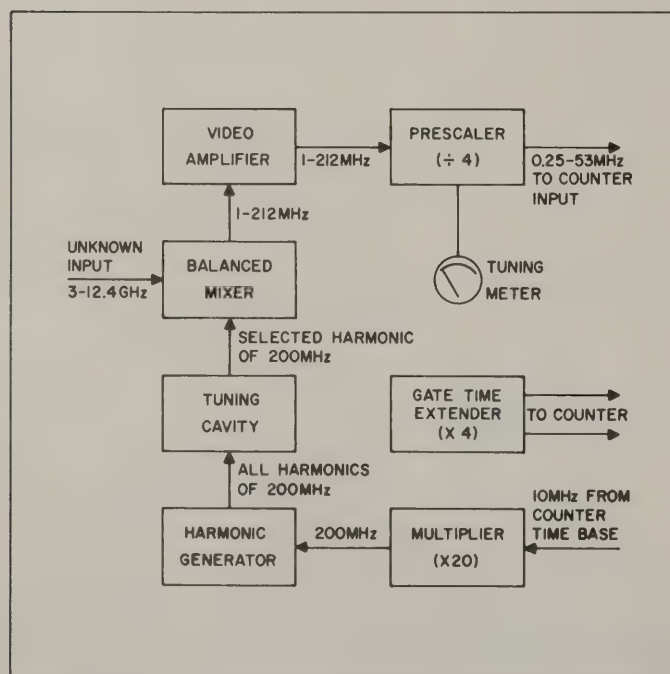 VIDEO
AMPLIFIER
1-212MHz
PRESCALER
(÷ 4)
0.25-53MHz
TO COUNTER
INPUT
1-212MHz
UNKNOWN
INPUT
3-12.4GHz
BALANCED
MIXER
TUNING
METER
SELECTED HARMONIC
OF 200MHz
TUNING
CAVITY
GATE TIME
EXTENDER
(X 4)
TO COUNTER
ALL HARMONICS
OF 200MHz
10MHz FROM
COUNTER
TIME BASE
HARMONIC
GENERATOR
200MHz
MULTIPLIER
(X20)